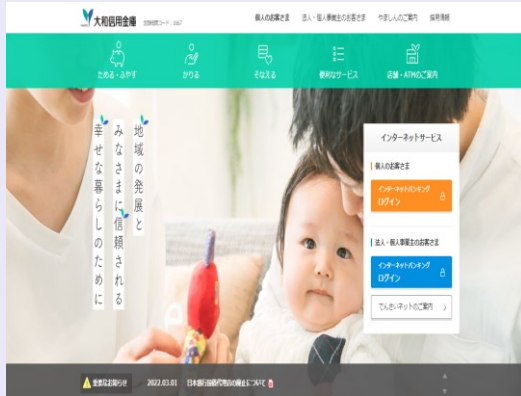 大和信用金庫
個人のお客さま
法人・個人事業主のお客さま
やましんのご案内
採用情報
ためる・ふやす
かりる
そなえる
便利なサービス
店舗・ATMのご案内
地域の発展と
みなさまに信頼される
幸せな暮らしのために
インターネットサービス
個人のお客さま
インターネットバンキング
ログイン
法人・個人事業主のお客さま
インターネットバンキング
ログイン
でんさいネットのご案内
重要なお知らせ
2022.03.01 日本銀行歳入代理店の廃止について